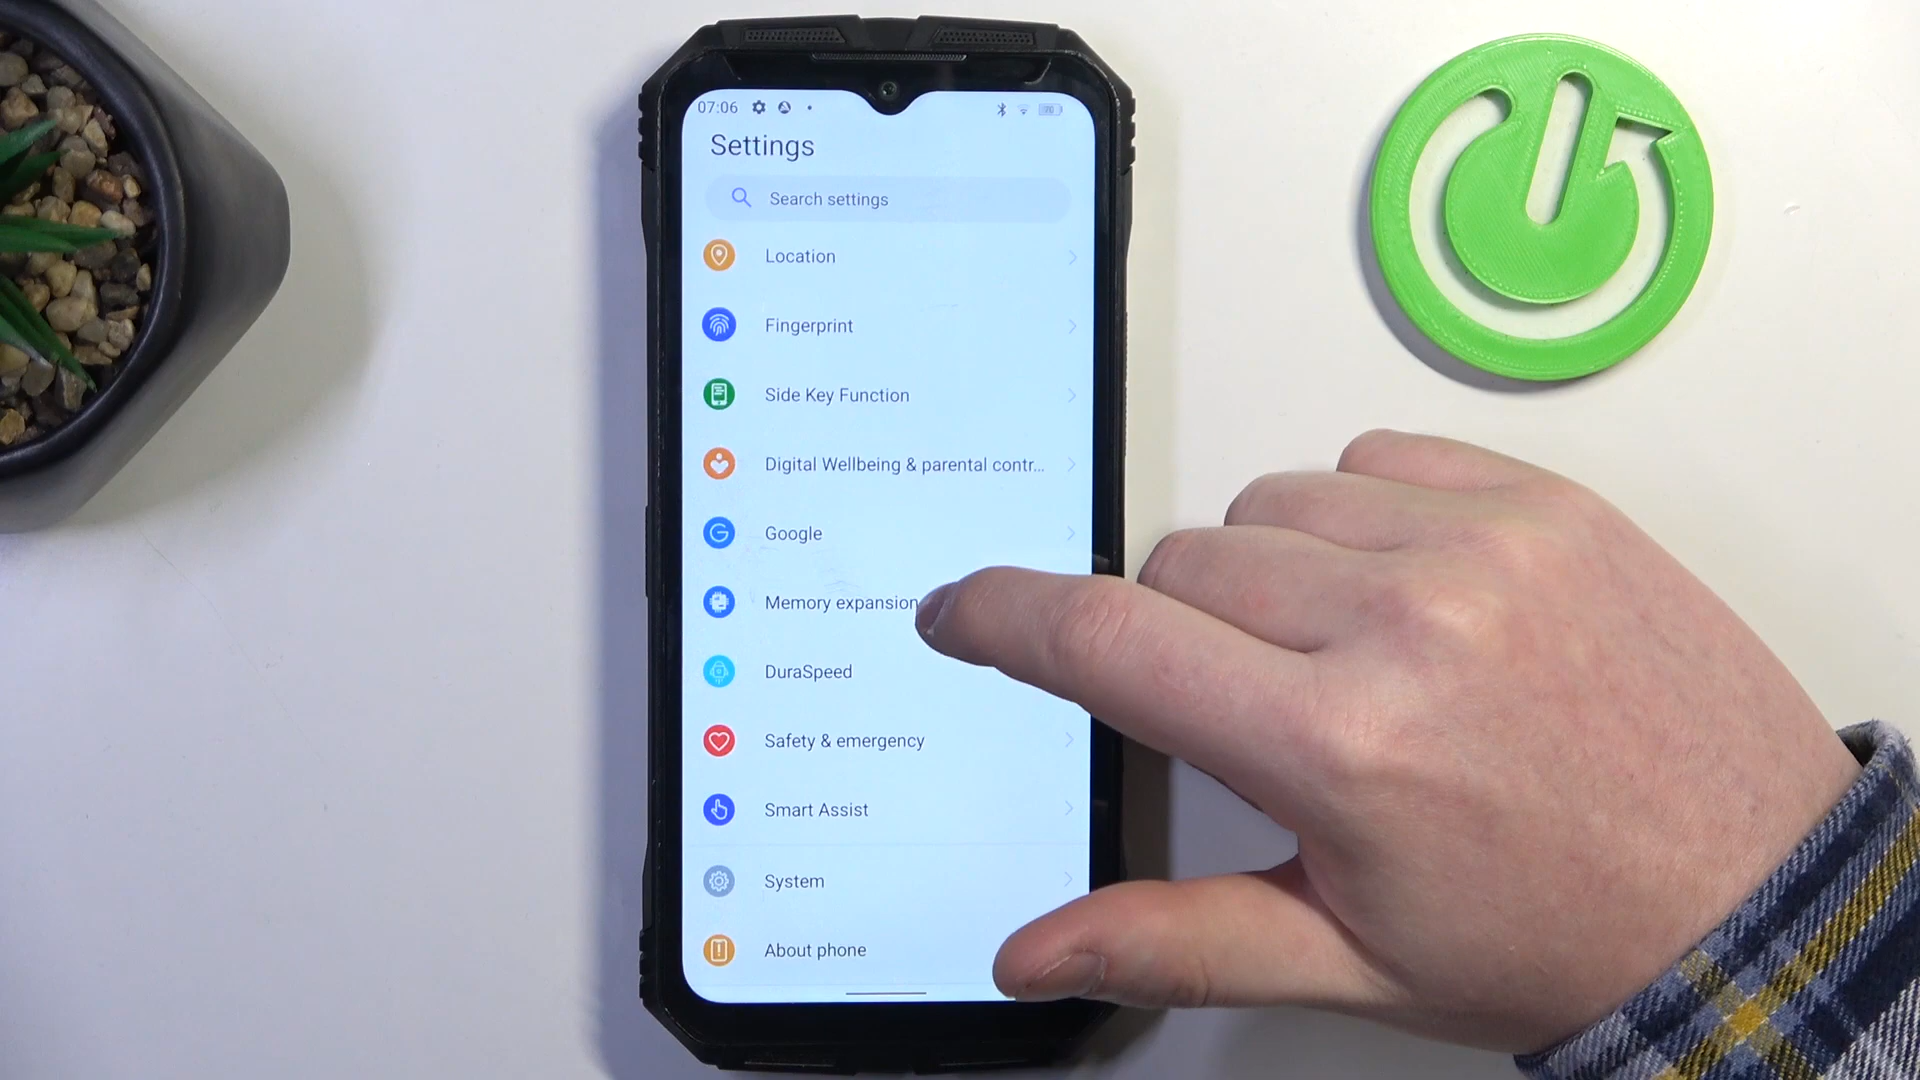 07:06
Settings
Search settings
Location
Fingerprint
Side Key Function
Digital Wellbeing & parental contr...
Google
Memory expansion
DuraSpeed
Safety & emergency
Smart Assist
System
About phone